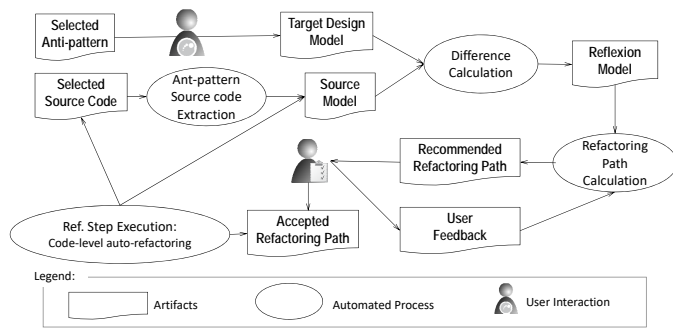 Selected
Anti-pattern
Target Design
Model
Difference
Calculation
Reflexion
Model
Selected
Source Code
Ant-pattern
Source code
Extraction
Source
Model
Recommended
Refactoring Path
Refactoring
Path
Calculation
Ref. Step Execution:
Code-level auto-refactoring
Accepted
Refactoring Path
User
Feedback
Legend:
Artifacts
Automated Process
User Interaction